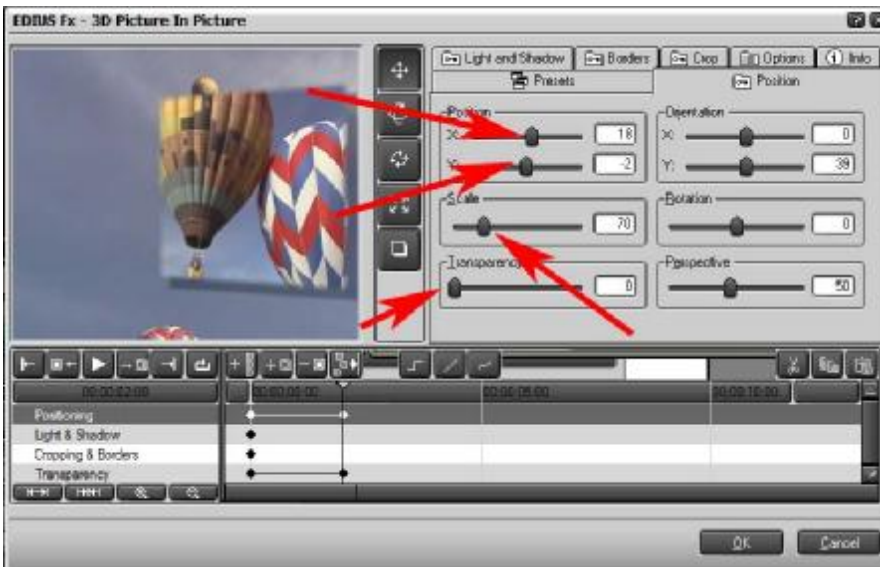 EDIUS Fx - 3D Picture In Picture
Light and Shadow
Borders
Crop
Options
Info
Presets
Position
Position
X: 18
Y: -2
Orientation
X: 0
Y: 39
Scale
70
Rotation
0
Transparency
0
Perspective
50
00:00:02:00
00:00:00:00
00:00:05:00
00:00:10:00
Positioning
Light & Shadow
Cropping & Borders
Transparency
OK
Cancel